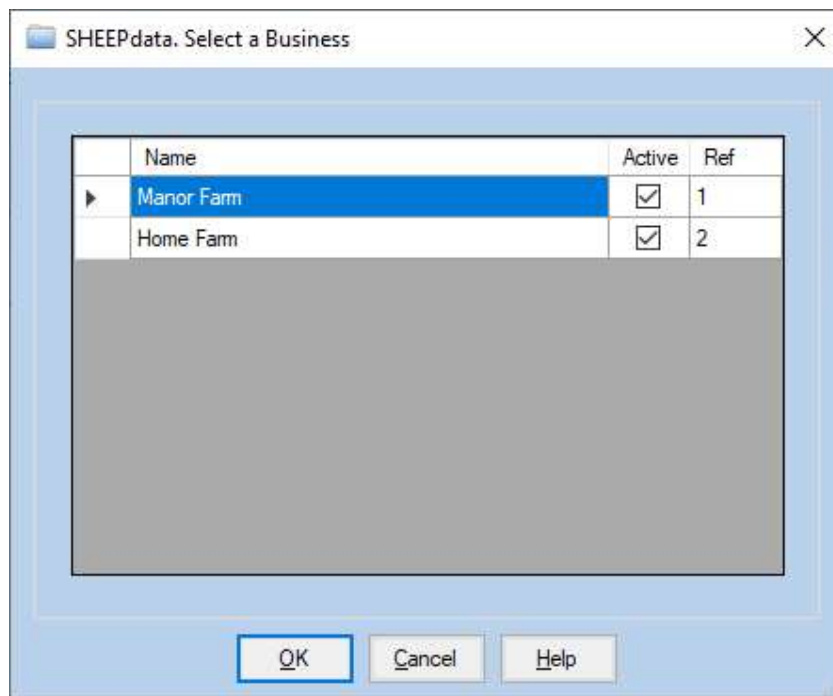 SHEEPdata. Select a Business
Name Active Ref
Manor Farm 1
Home Farm 2
OK Cancel Help